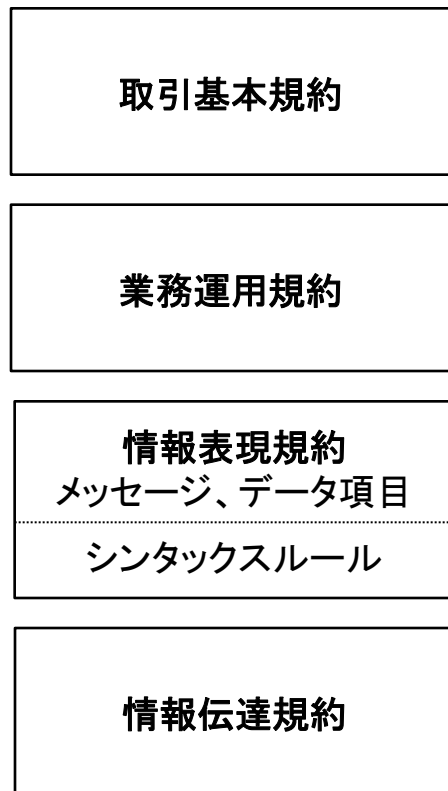 取引基本規約
業務運用規約
情報表現規約
メッセージ、データ項目
シンタックスルール
情報伝達規約